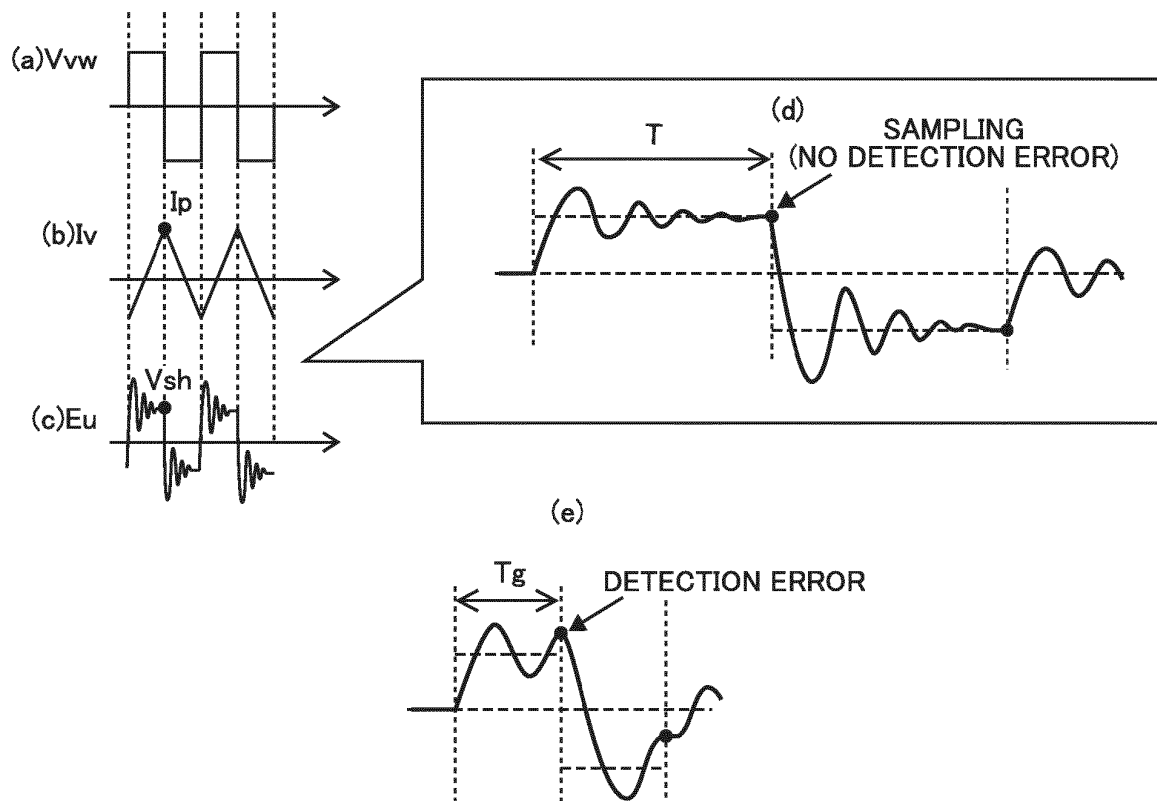 (a)Vvw
Ip
(b)Iv
Vsh
(c)Eu
(d)
T
SAMPLING
(NO DETECTION ERROR)
(e)
Tg
DETECTION ERROR